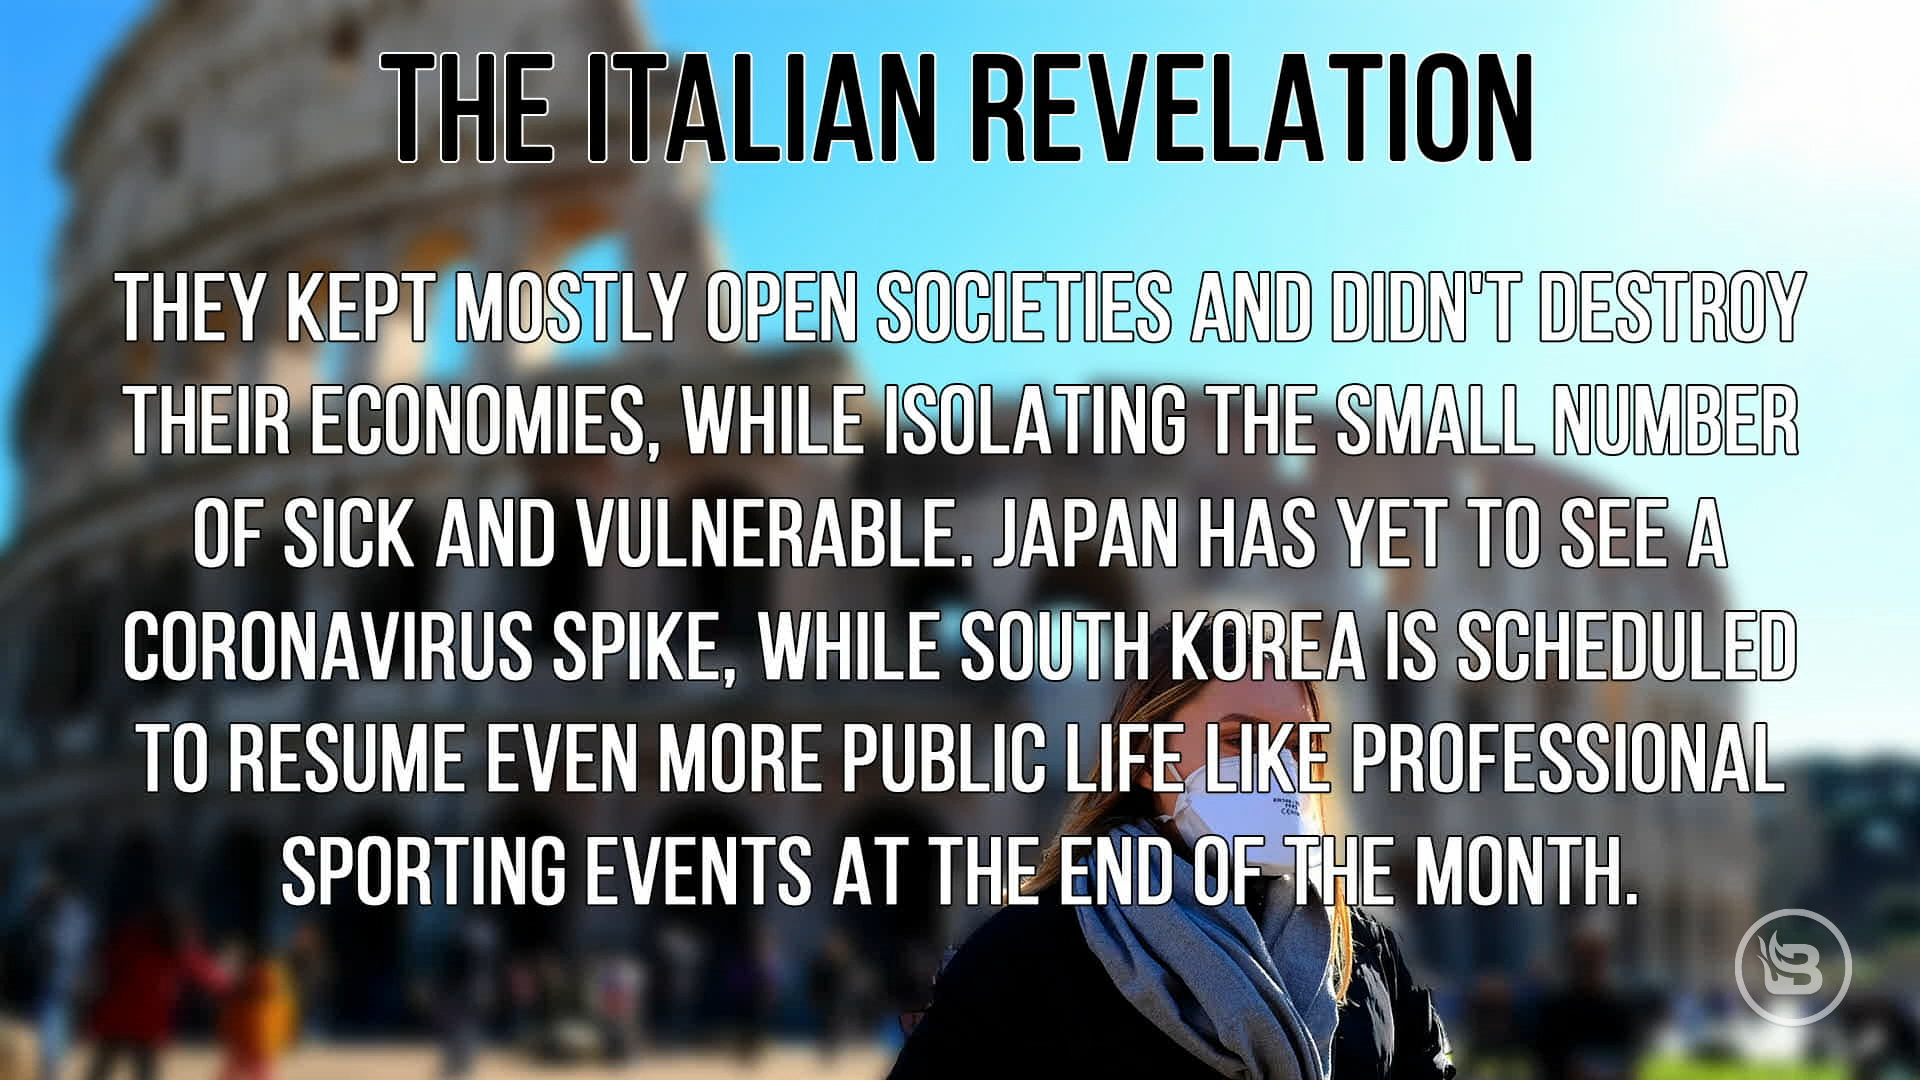 THE ITALIAN REVELATION
THEY KEPT MOSTLY OPEN SOCIETIES AND DIDN'T DESTROY
THEIR ECONOMIES, WHILE ISOLATING THE SMALL NUMBER
OF SICK AND VULNERABLE. JAPAN HAS YET TO SEE A
CORONAVIRUS SPIKE, WHILE SOUTH KOREA IS SCHEDULED
TO RESUME EVEN MORE PUBLIC LIFE LIKE PROFESSIONAL
SPORTING EVENTS AT THE END OF THE MONTH.
B